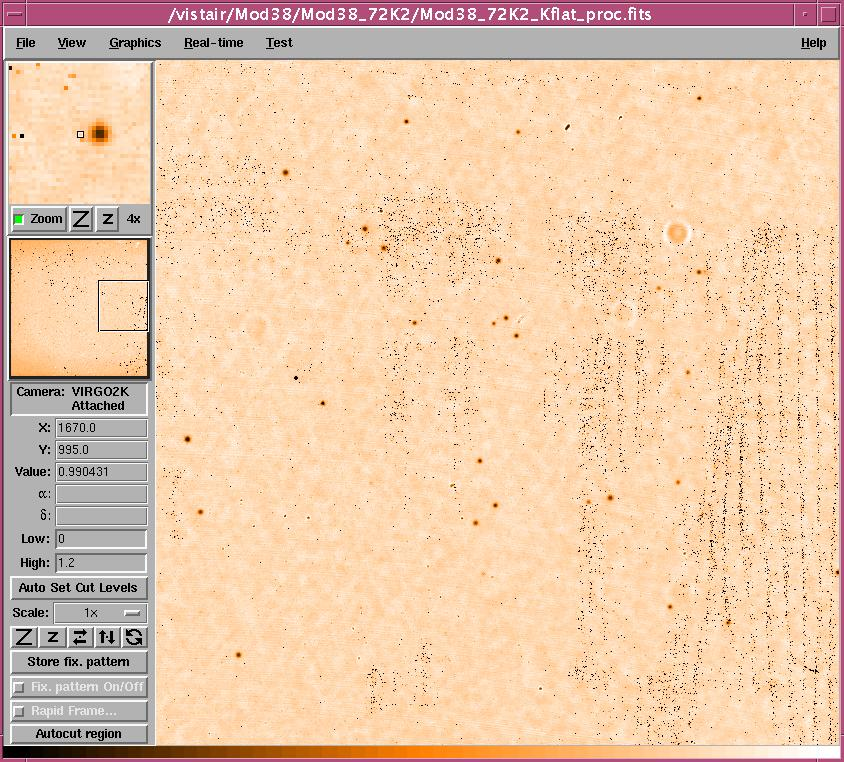 /vistair/Mod38/Mod38_72K2/Mod38_72K2_Kflat_proc.fits
File View Graphics Real-time Test Help
Zoom Z z 4x
Camera: VIRGO2K
Attached
X: 1670.0
Y: 995.0
Value: 0.990431
α:
δ:
Low: 0
High: 1.2
Auto Set Cut Levels
Scale: 1x
Z z
Store fix. pattern
Fix. pattern On/Off
Rapid Frame...
Autocut region